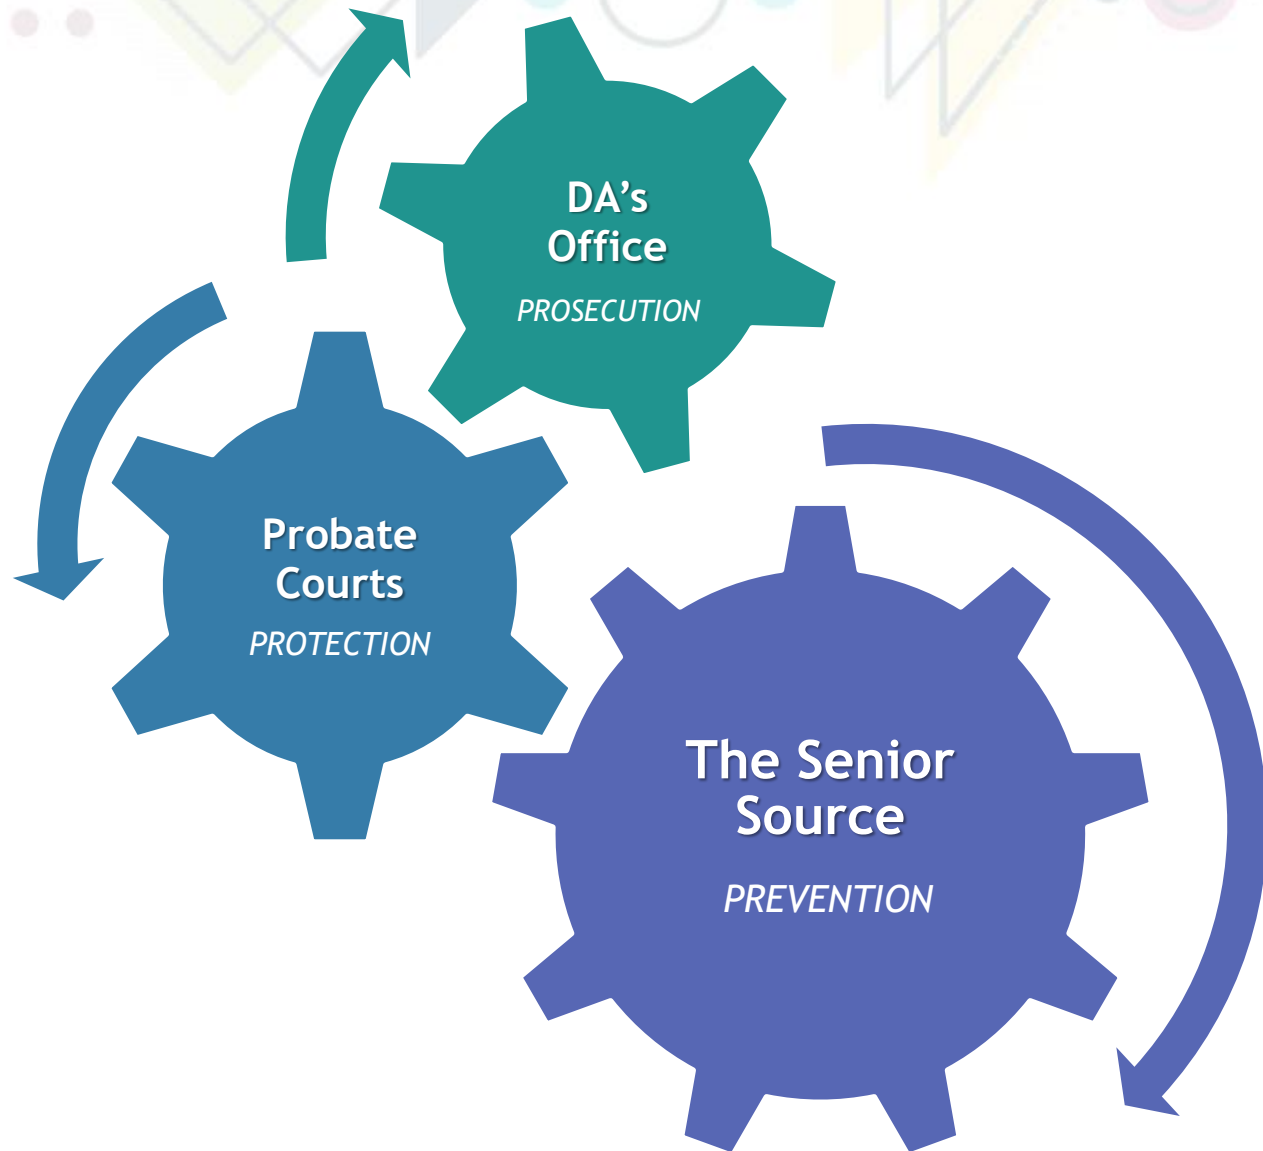 DA’s
Office
PROSECUTION
Probate
Courts
PROTECTION
The Senior
Source
PREVENTION